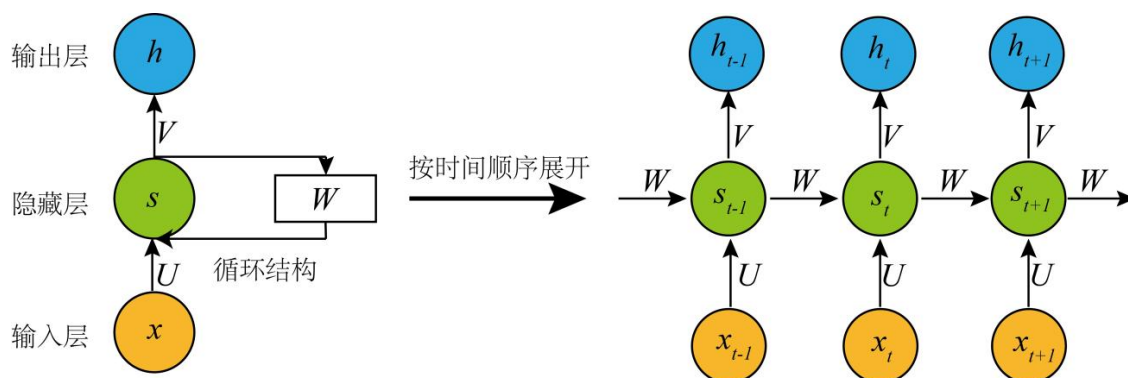 输出层 h
V
隐藏层 s W
循环结构
U
输入层 x
按时间顺序展开
h_{t-1} h_t h_{t+1}
V V V
W s_{t-1} W s_t W s_{t+1} W
U U U
x_{t-1} x_t x_{t+1}